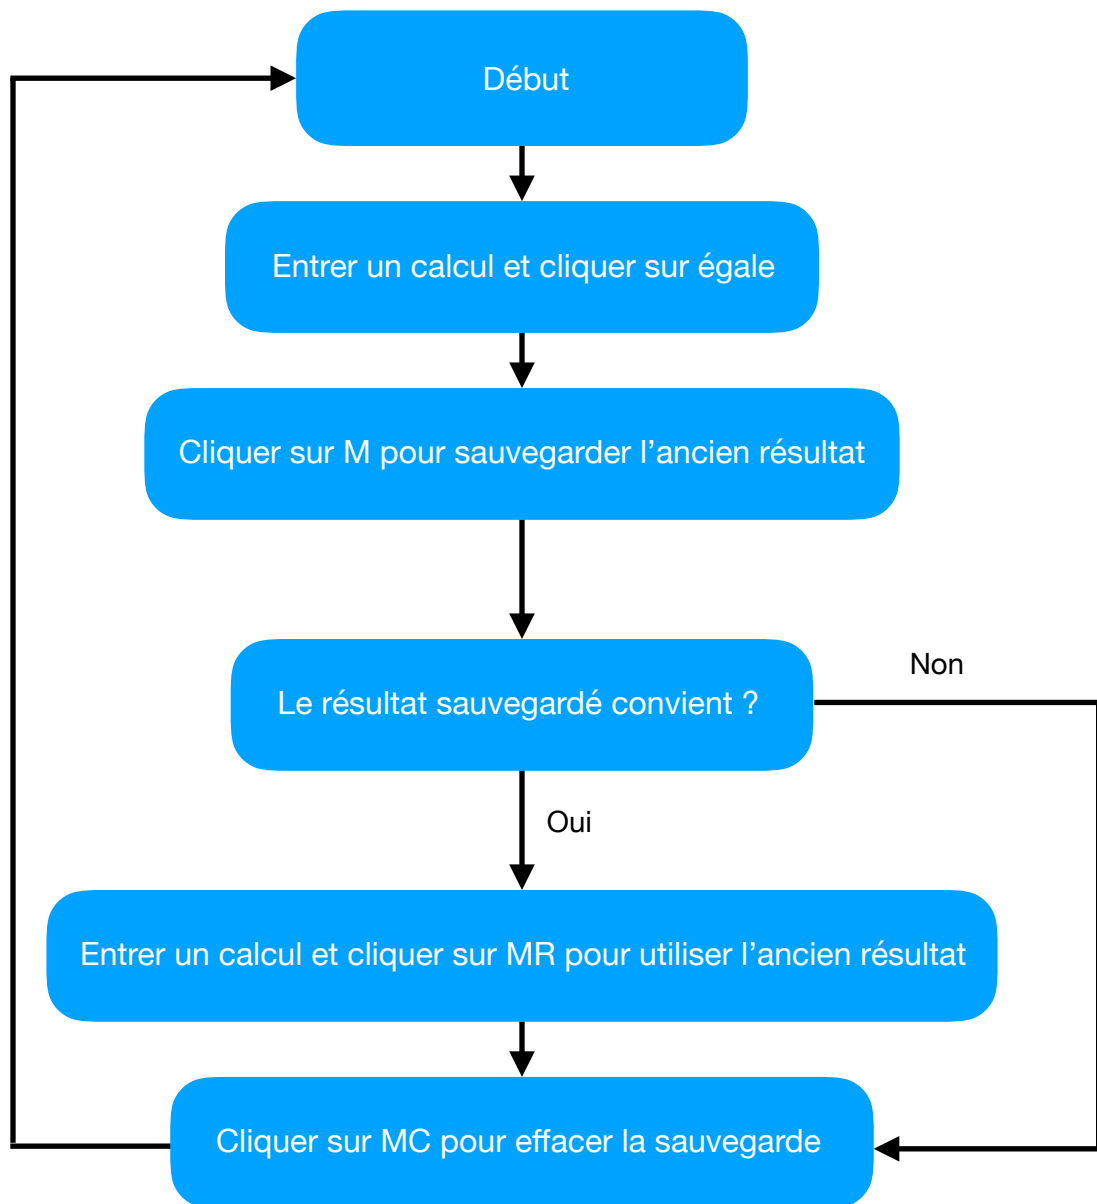 Début
Entrer un calcul et cliquer sur égale
Cliquer sur M pour sauvegarder l’ancien résultat
Le résultat sauvegardé convient ?
Non
Oui
Entrer un calcul et cliquer sur MR pour utiliser l’ancien résultat
Cliquer sur MC pour effacer la sauvegarde